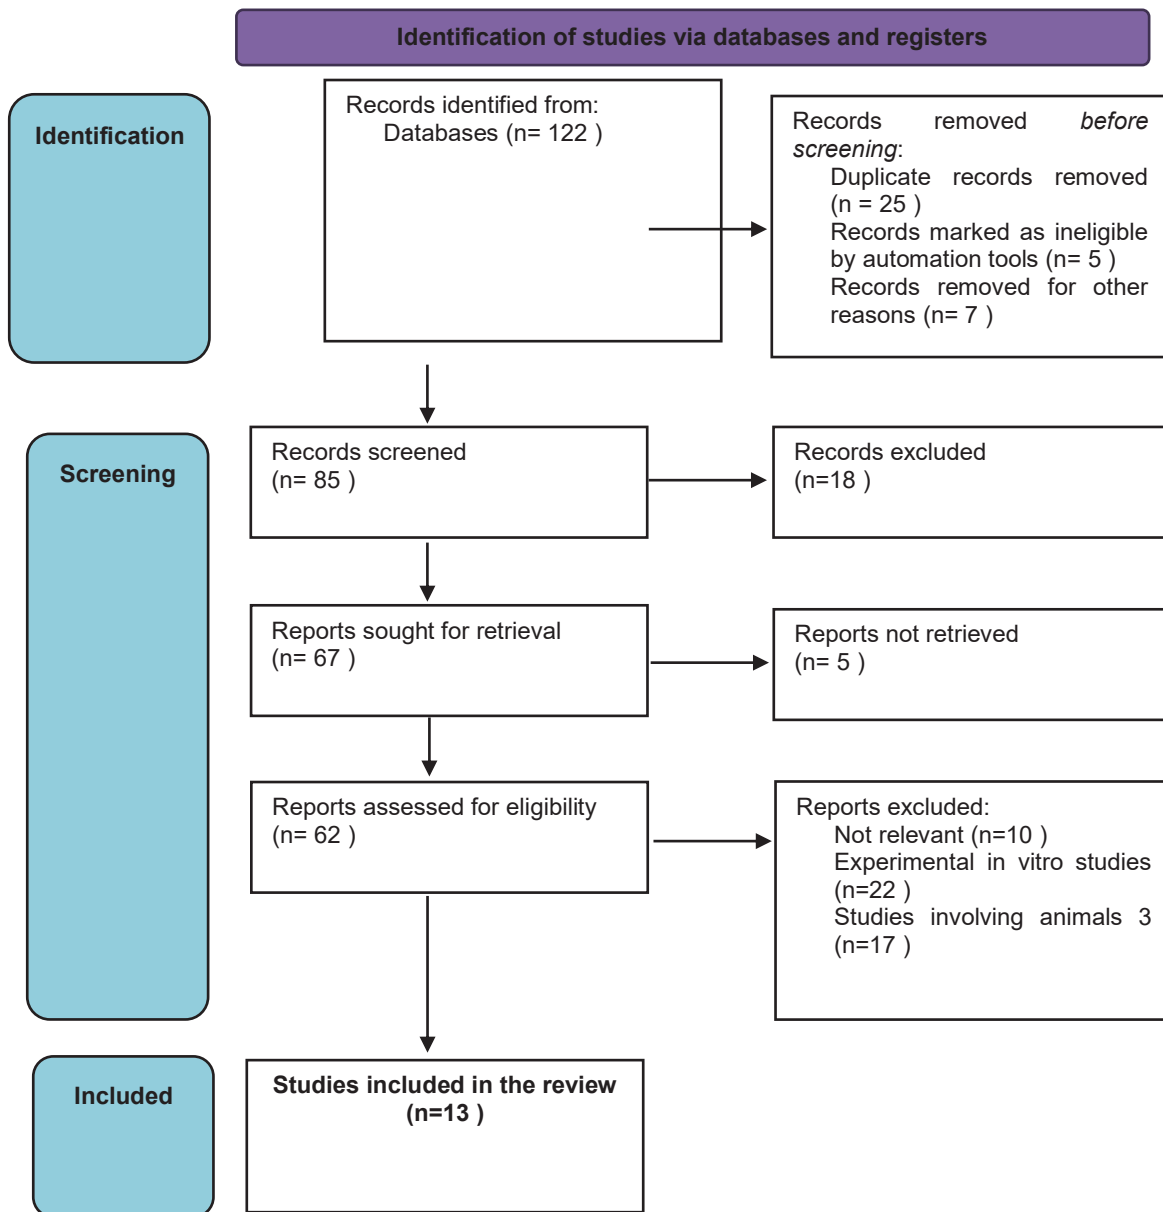 Identification of studies via databases and registers
Identification
Records identified from:
Databases (n= 122 )
Records removed before
screening:
Duplicate records removed
(n = 25 )
Records marked as ineligible
by automation tools (n= 5 )
Records removed for other
reasons (n= 7 )
Screening
Records screened
(n= 85 )
Records excluded
(n=18 )
Reports sought for retrieval
(n= 67 )
Reports not retrieved
(n= 5 )
Reports assessed for eligibility
(n= 62 )
Reports excluded:
Not relevant (n=10 )
Experimental in vitro studies
(n=22 )
Studies involving animals 3
(n=17 )
Included
Studies included in the review
(n=13 )